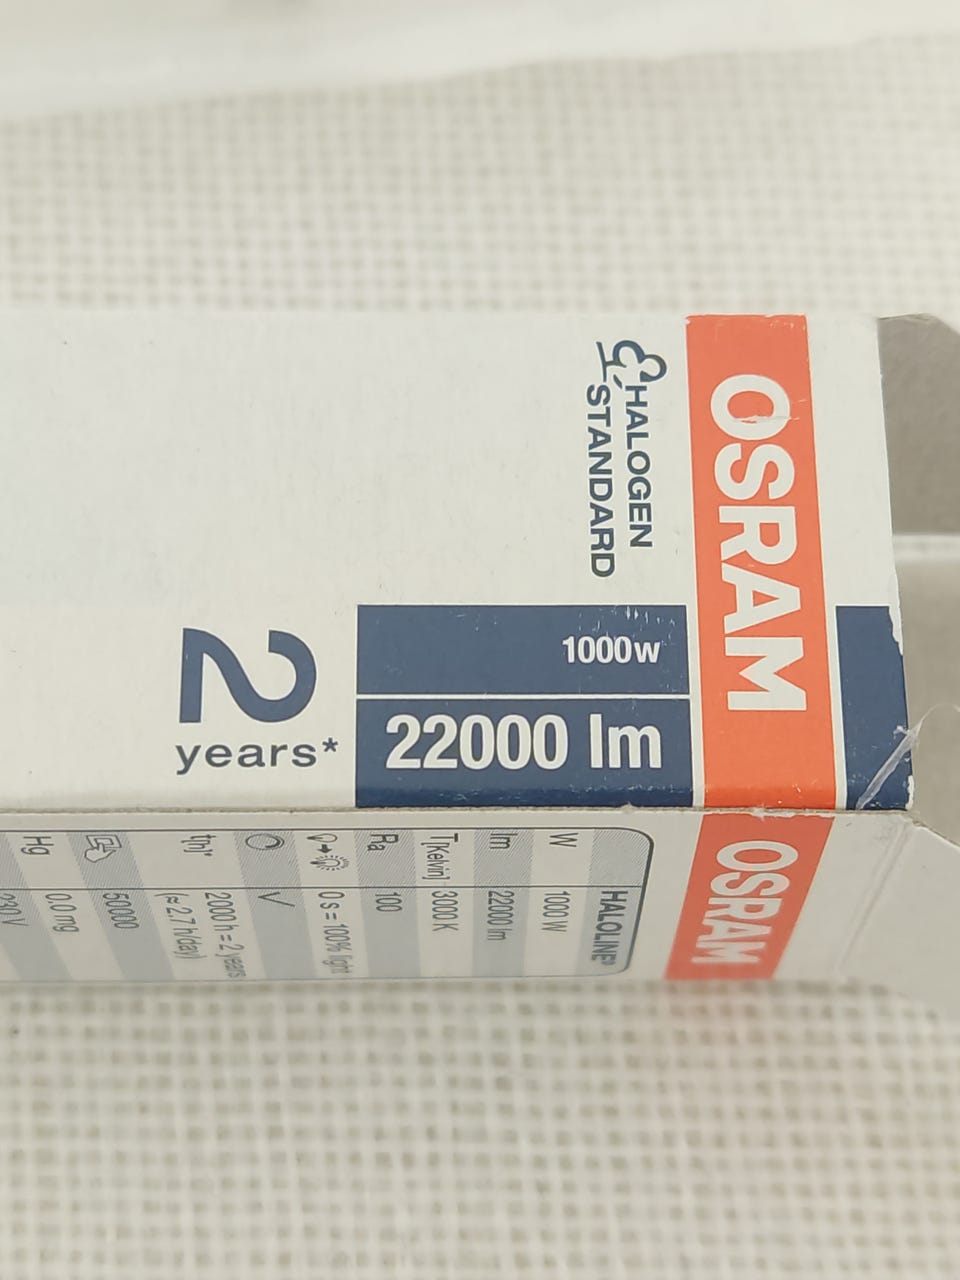 OSRAM
HALOGEN
STANDARD
1000w
22000 lm
2
years*
OSRAM
HALOLINE®
W 1000 W
lm 22000 lm
T[Kelvin] 3000 K
Ra 100
0 s = 100% light
t[h]* 2000 h = 2 years
(≈ 2,7 h/day)
50000
Hg 0.0 mg
230 V